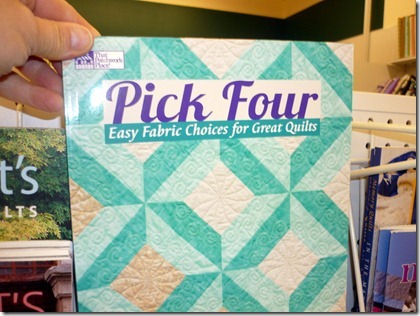 That
Patchwork
Place
Pick Four
Easy Fabric Choices for Great Quilts
t's
LTS
T'S